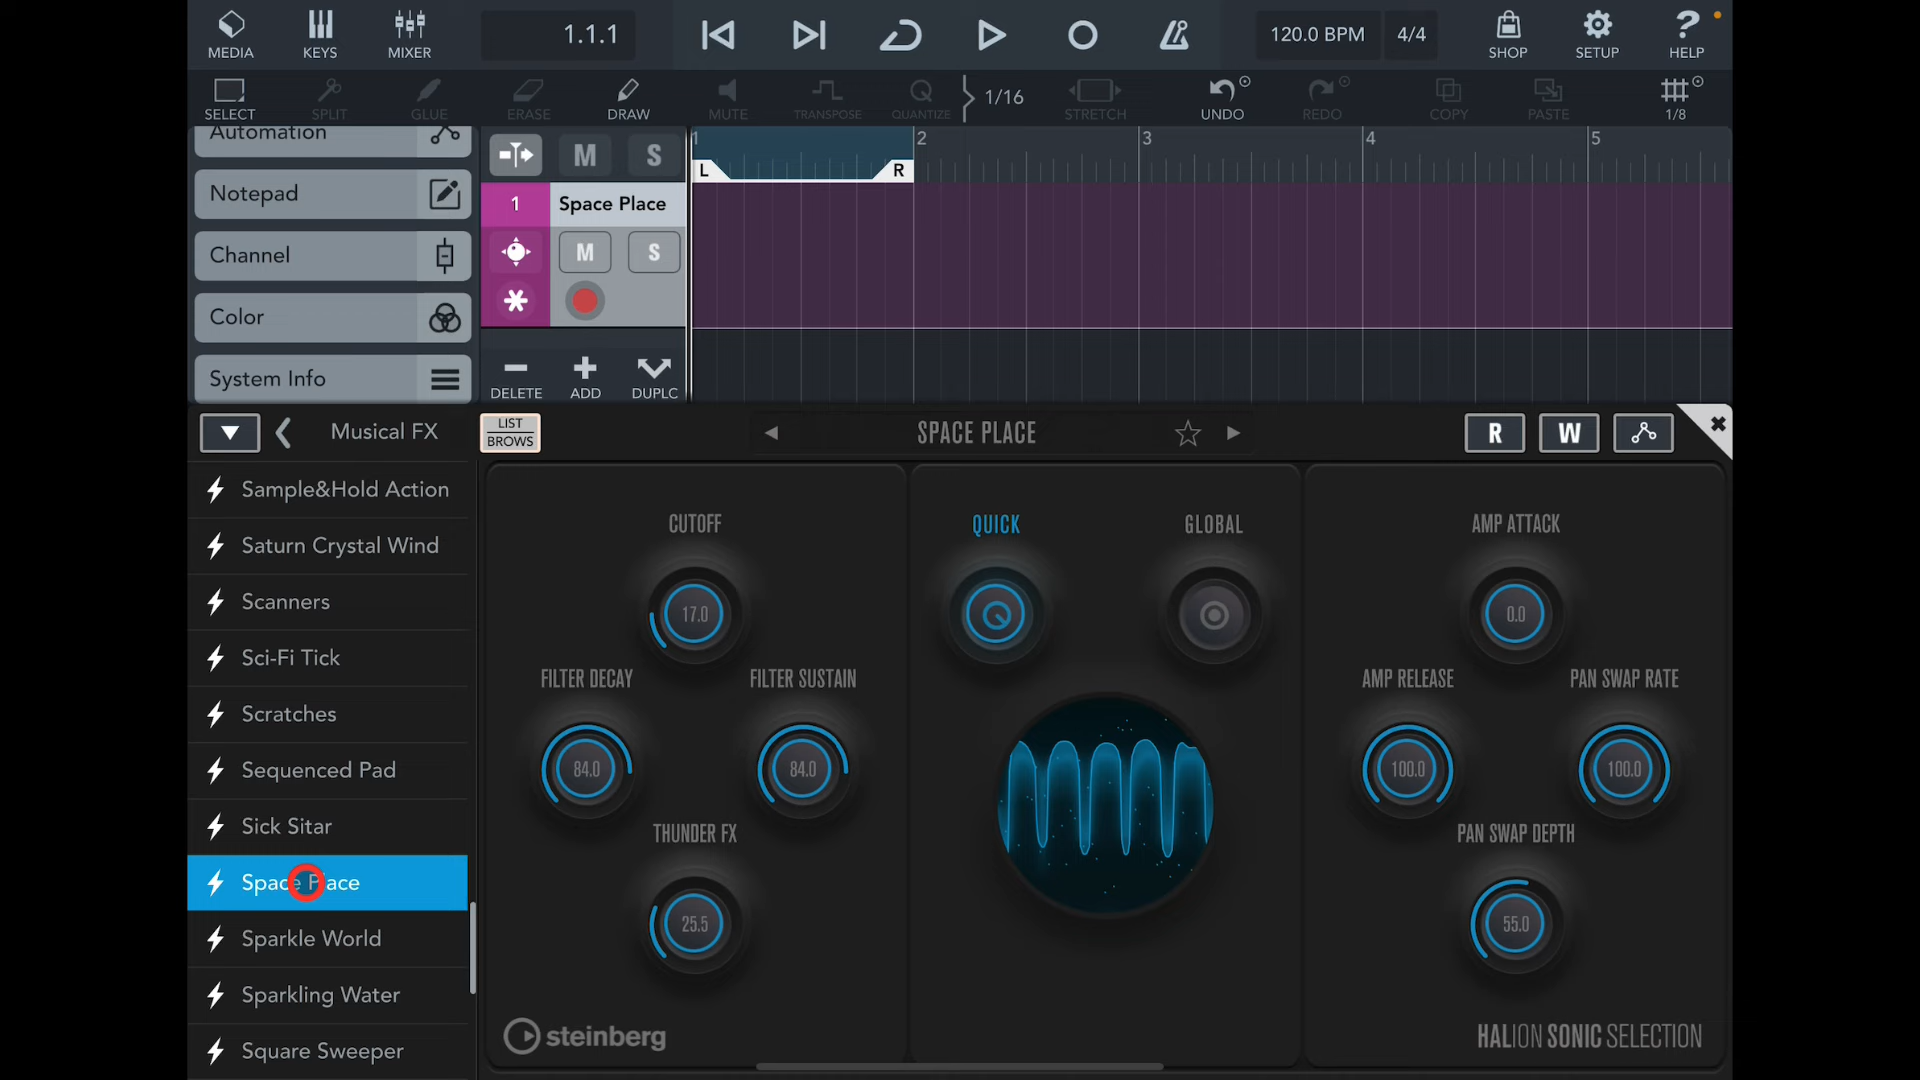 MEDIA
KEYS
MIXER
1.1.1
120.0 BPM
4/4
SHOP
SETUP
HELP
SELECT
SPLIT
GLUE
ERASE
DRAW
MUTE
TRANSPOSE
QUANTIZE
1/16
STRETCH
UNDO
REDO
COPY
PASTE
1/8
Automation
Notepad
Channel
Color
System Info
M
S
1
2
3
4
5
L
R
1
Space Place
M
S
DELETE
ADD
DUPLC
Musical FX
LIST
BROWS
SPACE PLACE
R
W
Sample&Hold Action
Saturn Crystal Wind
Scanners
Sci-Fi Tick
Scratches
Sequenced Pad
Sick Sitar
Space Place
Sparkle World
Sparkling Water
Square Sweeper
CUTOFF
17.0
FILTER DECAY
84.0
FILTER SUSTAIN
84.0
THUNDER FX
25.5
QUICK
GLOBAL
AMP ATTACK
0.0
AMP RELEASE
100.0
PAN SWAP RATE
100.0
PAN SWAP DEPTH
55.0
steinberg
HALION SONIC SELECTION